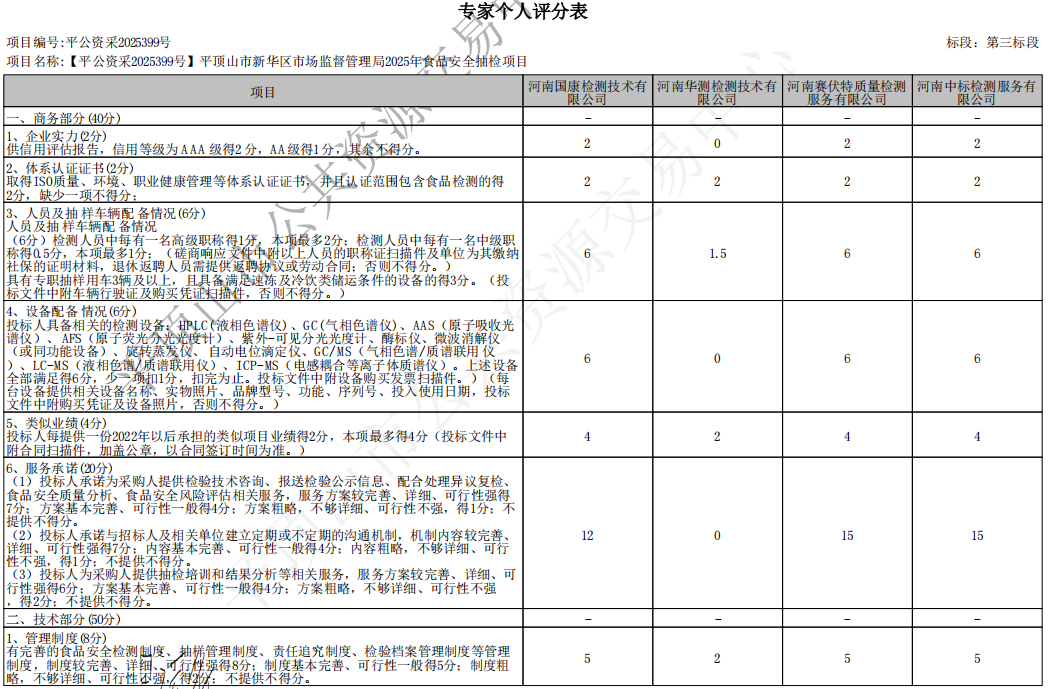 专家个人评分表
项目编号:平公资采2025399号
标段：第三标段
项目名称:【平公资采2025399号】平顶山市新华区市场监督管理局2025年食品安全抽检项目
项目
河南国康检测技术有限公司
河南华测检测技术有限公司
河南赛伏特质量检测服务有限公司
河南中标检测服务有限公司
一、商务部分(40分)
－ － － －
1、企业实力(2分)
供信用评估报告，信用等级为AAA 级得2分，AA级得1分，其余不得分。
2 0 2 2
2、体系认证证书(2分)
取得ISO质量、环境、职业健康管理等体系认证证书，并且认证范围包含食品检测的得
2分，缺少一项不得分；
2 2 2 2
3、人员及抽 样车辆配 备情况(6分)
人员及抽 样车辆配 备情况
（6分）检测人员中每有一名高级职称得1分，本项最多2分；检测人员中每有一名中级职
称得0.5分，本项最多1分；（磋商响应文件中附以上人员的职称证扫描件及单位为其缴纳
社保的证明材料，退休返聘人员需提供返聘协议或劳动合同；否则不得分。）
具有专职抽样用车3辆及以上，且具备满足速冻及冷饮类储运条件的设备的得3分。（投
标文件中附车辆行驶证及购买凭证扫描件，否则不得分。）
6 1.5 6 6
4、设备配备 情况(6分)
投标人具备相关的检测设备：HPLC(液相色谱仪)、GC(气相色谱仪)、AAS（原子吸收光
谱仪）、AFS（原子荧光分光光度计）、紫外-可见分光光度计、酶标仪、微波消解仪
（或同功能设备）、旋转蒸发仪、自动电位滴定仪、GC/MS（气相色谱/质谱联用 仪
）、LC-MS（液相色谱/质谱联用仪）、ICP-MS（电感耦合等离子体质谱仪）。上述设备
全部满足得6分，少一项扣1分，扣完为止。投标文件中附设备购买发票扫描件。）（每
台设备提供相关设备名称、实物照片、品牌型号、功能、序列号、投入使用日期，投标
文件中附购买凭证及设备照片，否则不得分。）
6 0 6 6
5、类似业绩(4分)
投标人每提供一份2022年以后承担的类似项目业绩得2分，本项最多得4分（投标文件中
附合同扫描件，加盖公章，以合同签订时间为准。）
4 2 4 4
6、服务承诺(20分)
（1）投标人承诺为采购人提供检验技术咨询、报送检验公示信息、配合处理异议复检、
食品安全质量分析、食品安全风险评估相关服务，服务方案较完善、详细、可行性强得
7分；方案基本完善、可行性一般得4分；方案粗略，不够详细、可行性不强，得1分；不
提供不得分。
（2）投标人承诺与招标人及相关单位建立定期或不定期的沟通机制，机制内容较完善、
详细、可行性强得7分；内容基本完善、可行性一般得4分；内容粗略，不够详细、可行
性不强，得1分；不提供不得分。
（3）投标人为采购人提供抽检培训和结果分析等相关服务，服务方案较完善、详细、可
行性强得6分；方案基本完善、可行性一般得4分；方案粗略，不够详细、可行性不强
，得2分；不提供不得分。
12 0 15 15
二、技术部分(50分)
－ － － －
1、管理制度(8分)
有完善的食品安全检测制度、抽样管理制度、责任追究制度、检验档案管理制度等管理
制度，制度较完善、详细、可行性强得8分；制度基本完善、可行性一般得5分；制度粗
略，不够详细、可行性不强，得2分；不提供不得分。
5 2 5 5
平顶山市公共资源交易中心
平顶山市公共资源交易中心